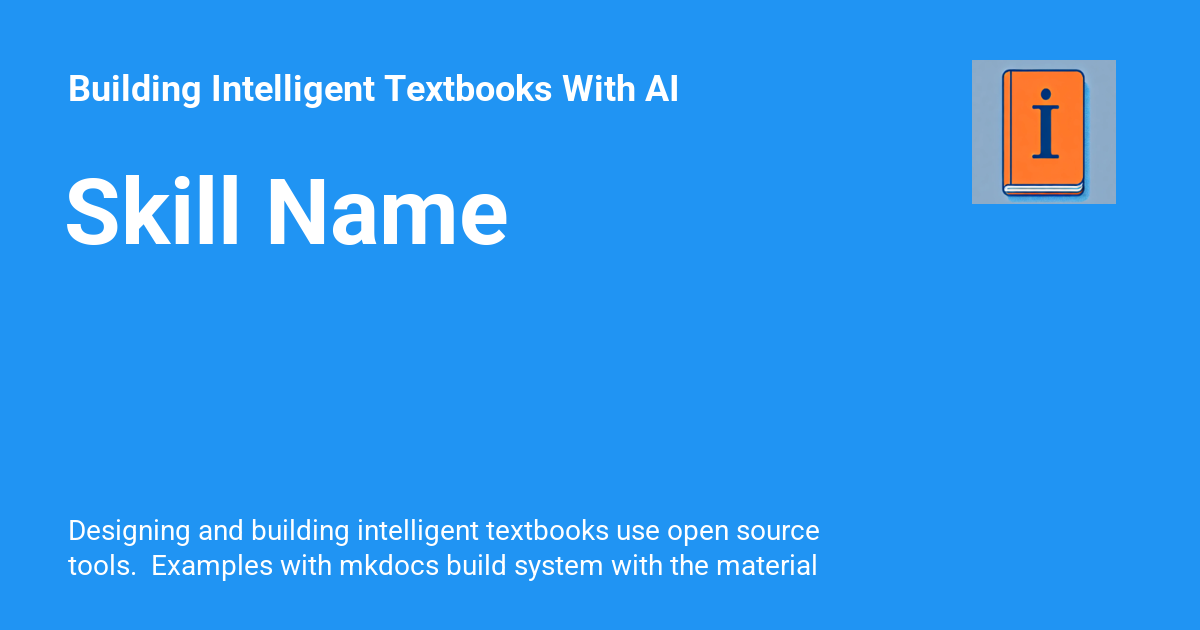 Building Intelligent Textbooks With AI
i
Skill Name
Designing and building intelligent textbooks use open source
tools.  Examples with mkdocs build system with the material